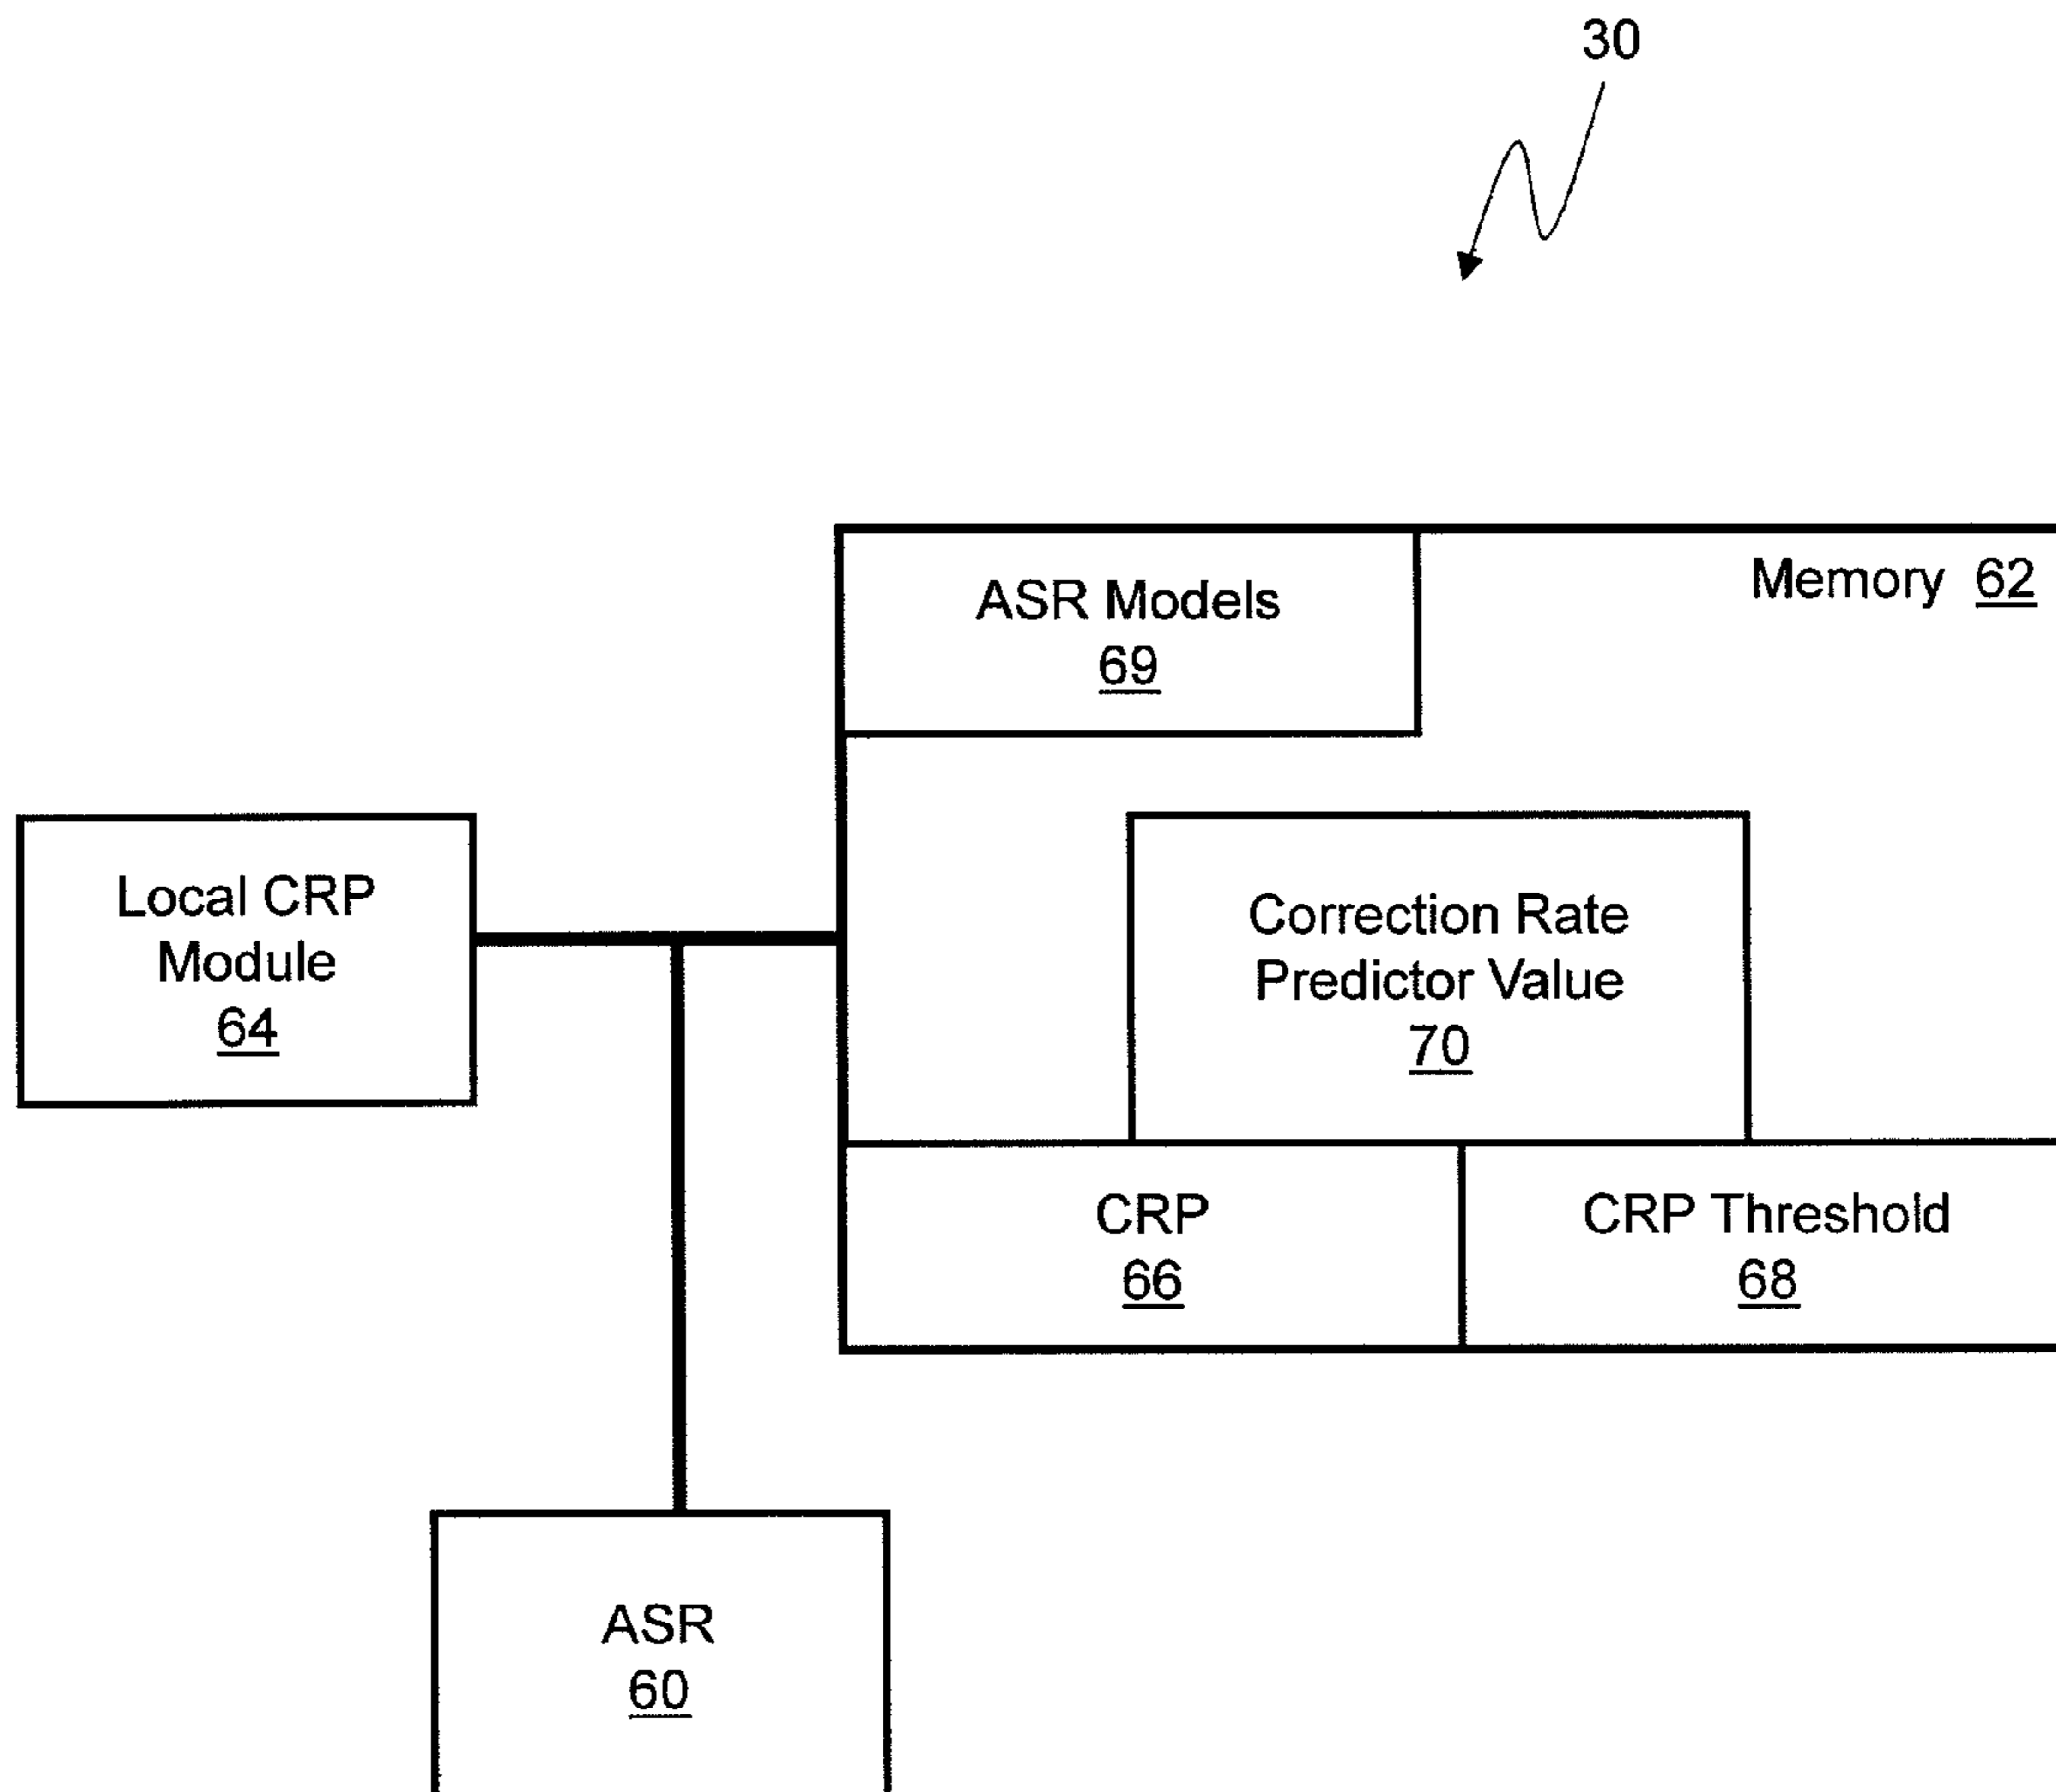 30
ASR Models
69
Memory 62
Local CRP
Module
64
Correction Rate
Predictor Value
70
CRP
66
CRP Threshold
68
ASR
60